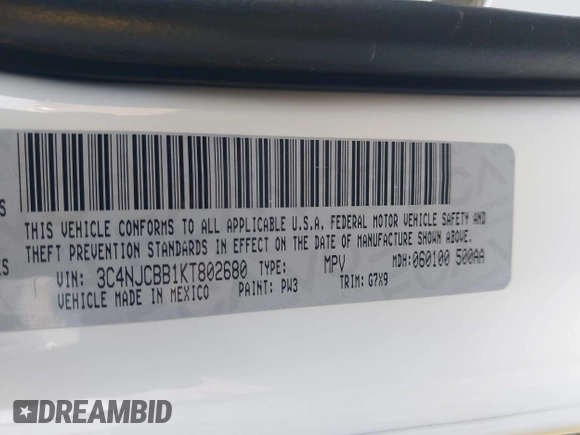 S
THIS VEHICLE CONFORMS TO ALL APPLICABLE U.S.A. FEDERAL MOTOR VEHICLE SAFETY AND
THEFT PREVENTION STANDARDS IN EFFECT ON THE DATE OF MANUFACTURE SHOWN ABOVE.
ES
VIN: 3C4NJCBB1KT802680 TYPE: MPV MDH:060100 500AA
VEHICLE MADE IN MEXICO PAINT: PW3 TRIM: G7X9
DREAMBID